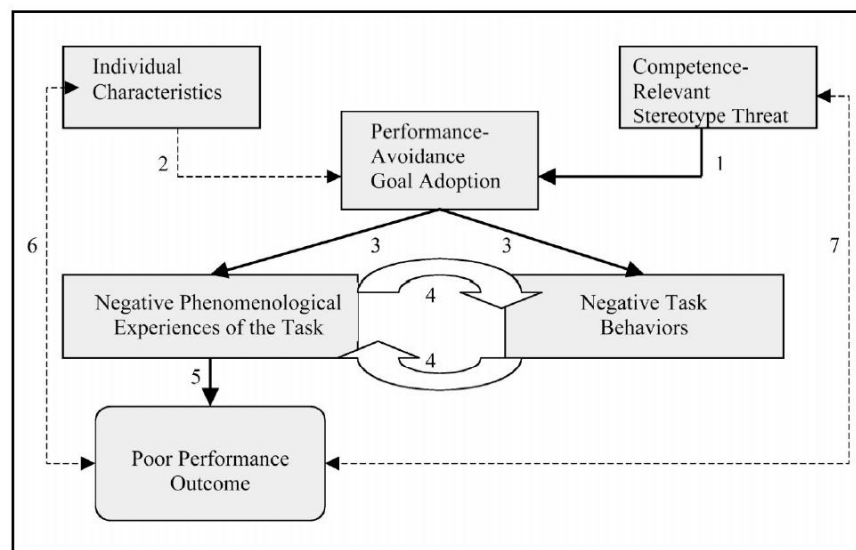 Individual
Characteristics
Competence-
Relevant
Stereotype Threat
Performance-
Avoidance
Goal Adoption
2
1
6
3
3
7
Negative Phenomenological
Experiences of the Task
4
4
Negative Task
Behaviors
5
Poor Performance
Outcome